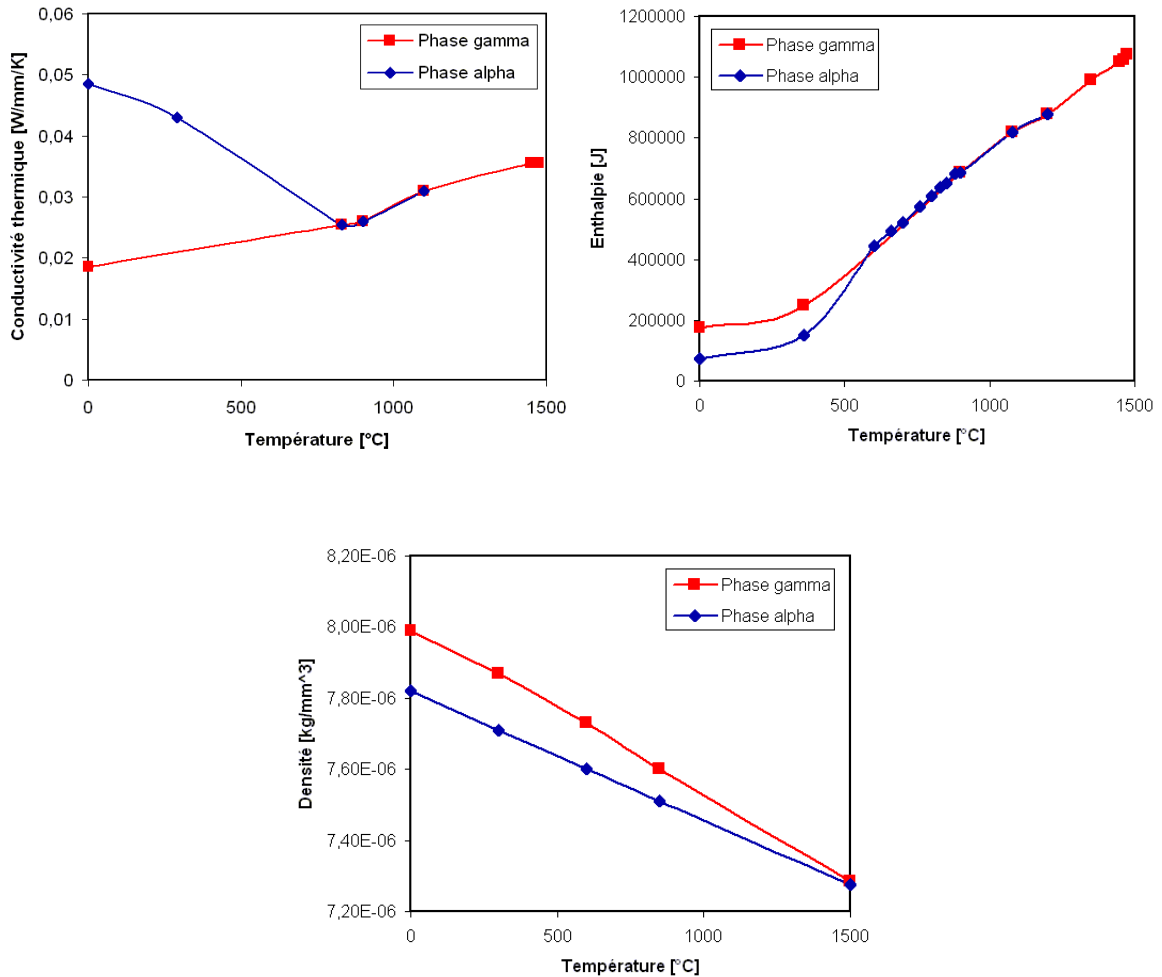 Conductivité thermique [W/mm/K]
0,06
0,05
0,04
0,03
0,02
0,01
0
Phase gamma
Phase alpha
0
500
1000
1500
Température [°C]
Enthalpie [J]
1200000
1000000
800000
600000
400000
200000
0
Phase gamma
Phase alpha
0
500
1000
1500
Température [°C]
Densité [kg/mm^3]
8,20E-06
8,00E-06
7,80E-06
7,60E-06
7,40E-06
7,20E-06
Phase gamma
Phase alpha
0
500
1000
1500
Température [°C]